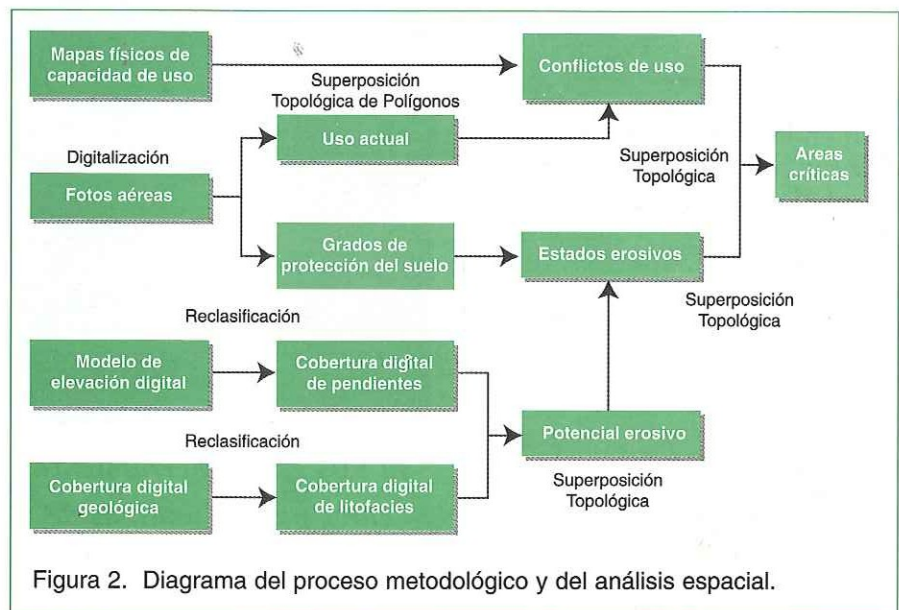 Mapas físicos de
capacidad de uso
Conflictos de uso
Superposición
Topológica de Polígonos
Uso actual
Digitalización
Fotos aéreas
Superposición
Topológica
Areas
críticas
Grados de
protección del suelo
Estados erosivos
Superposición
Topológica
Reclasificación
Modelo de
elevación digital
Cobertura digital
de pendientes
Reclasificación
Potencial erosivo
Superposición
Topológica
Cobertura digital
geológica
Cobertura digital
de litofacies
Figura 2. Diagrama del proceso metodológico y del análisis espacial.